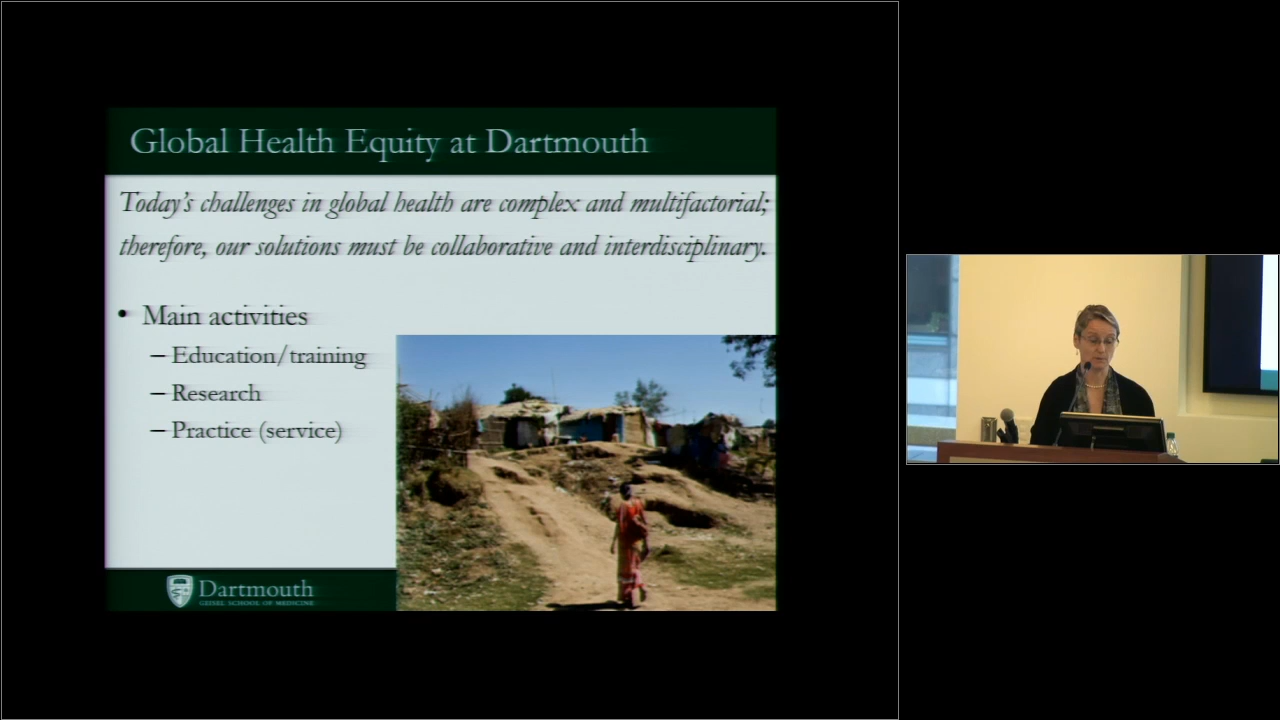 Global Health Equity at Dartmouth
Today's challenges in global health are complex and multifactorial;
therefore, our solutions must be collaborative and interdisciplinary.
• Main activities
– Education/training
– Research
– Practice (service)
Dartmouth
GEISEL SCHOOL OF MEDICINE